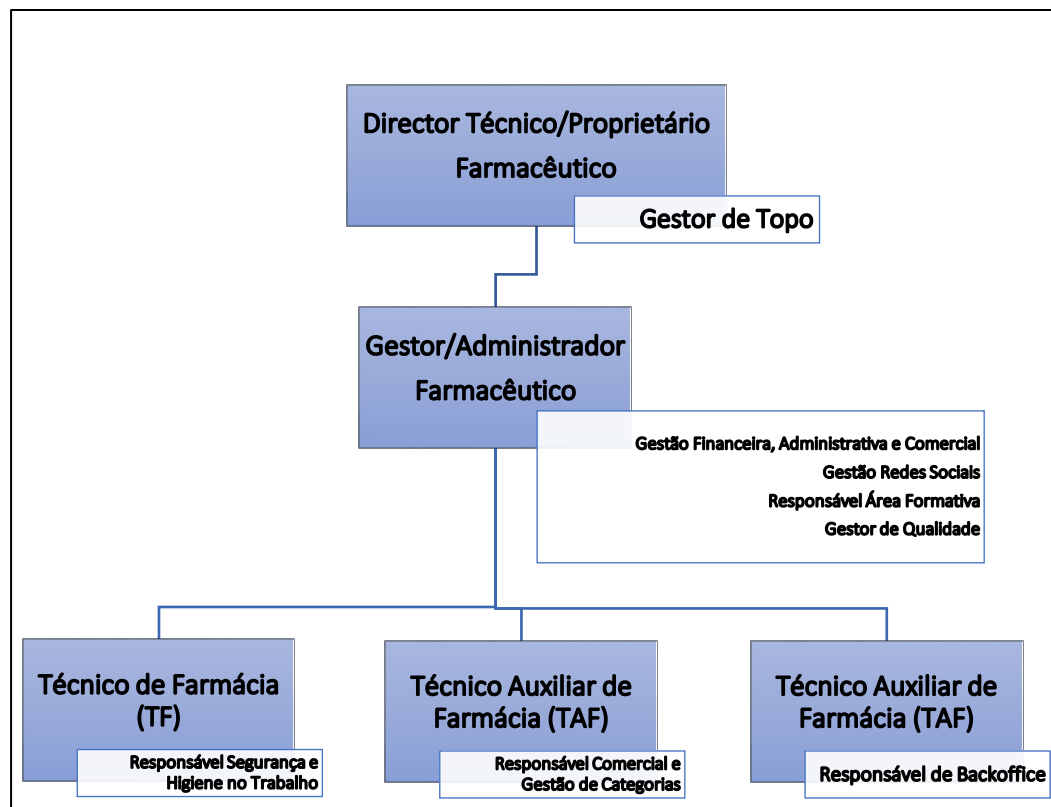 Director Técnico/Proprietário
Farmacêutico
Gestor de Topo
Gestor/Administrador
Farmacêutico
Gestão Financeira, Administrativa e Comercial
Gestão Redes Sociais
Responsável Área Formativa
Gestor de Qualidade
Técnico de Farmácia
(TF)
Responsável Segurança e
Higiene no Trabalho
Técnico Auxiliar de
Farmácia (TAF)
Responsável Comercial e
Gestão de Categorias
Técnico Auxiliar de
Farmácia (TAF)
Responsável de Backoffice